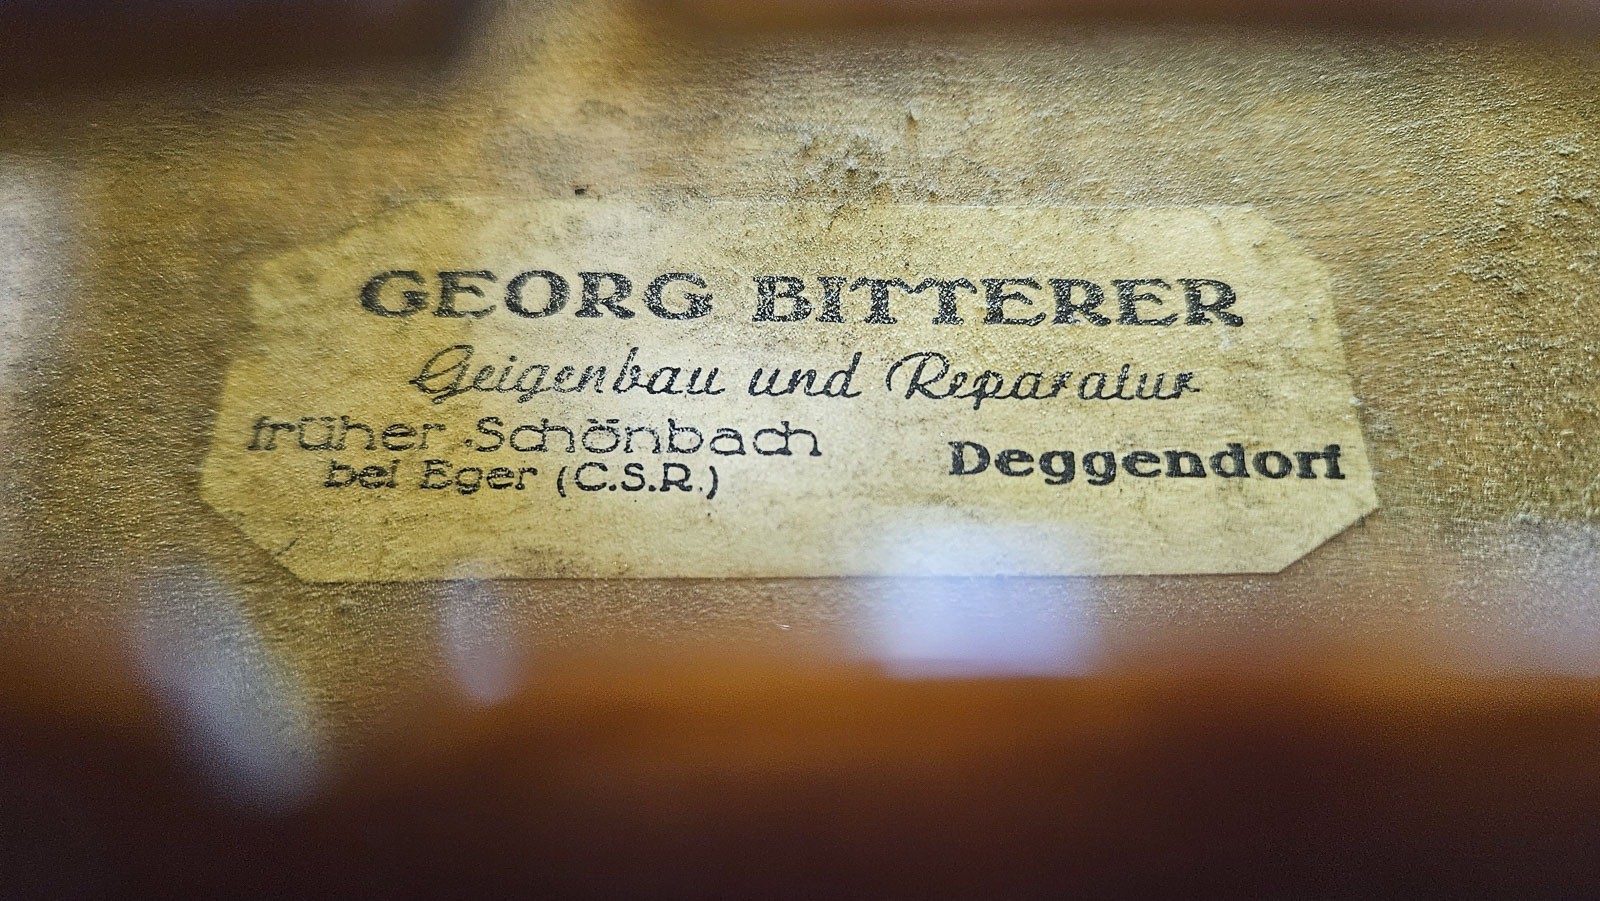 GEORG BITTERER
Geigenbau und Reparatur
früher Schönbach
bei Eger (C.S.R.)
Deggendorf